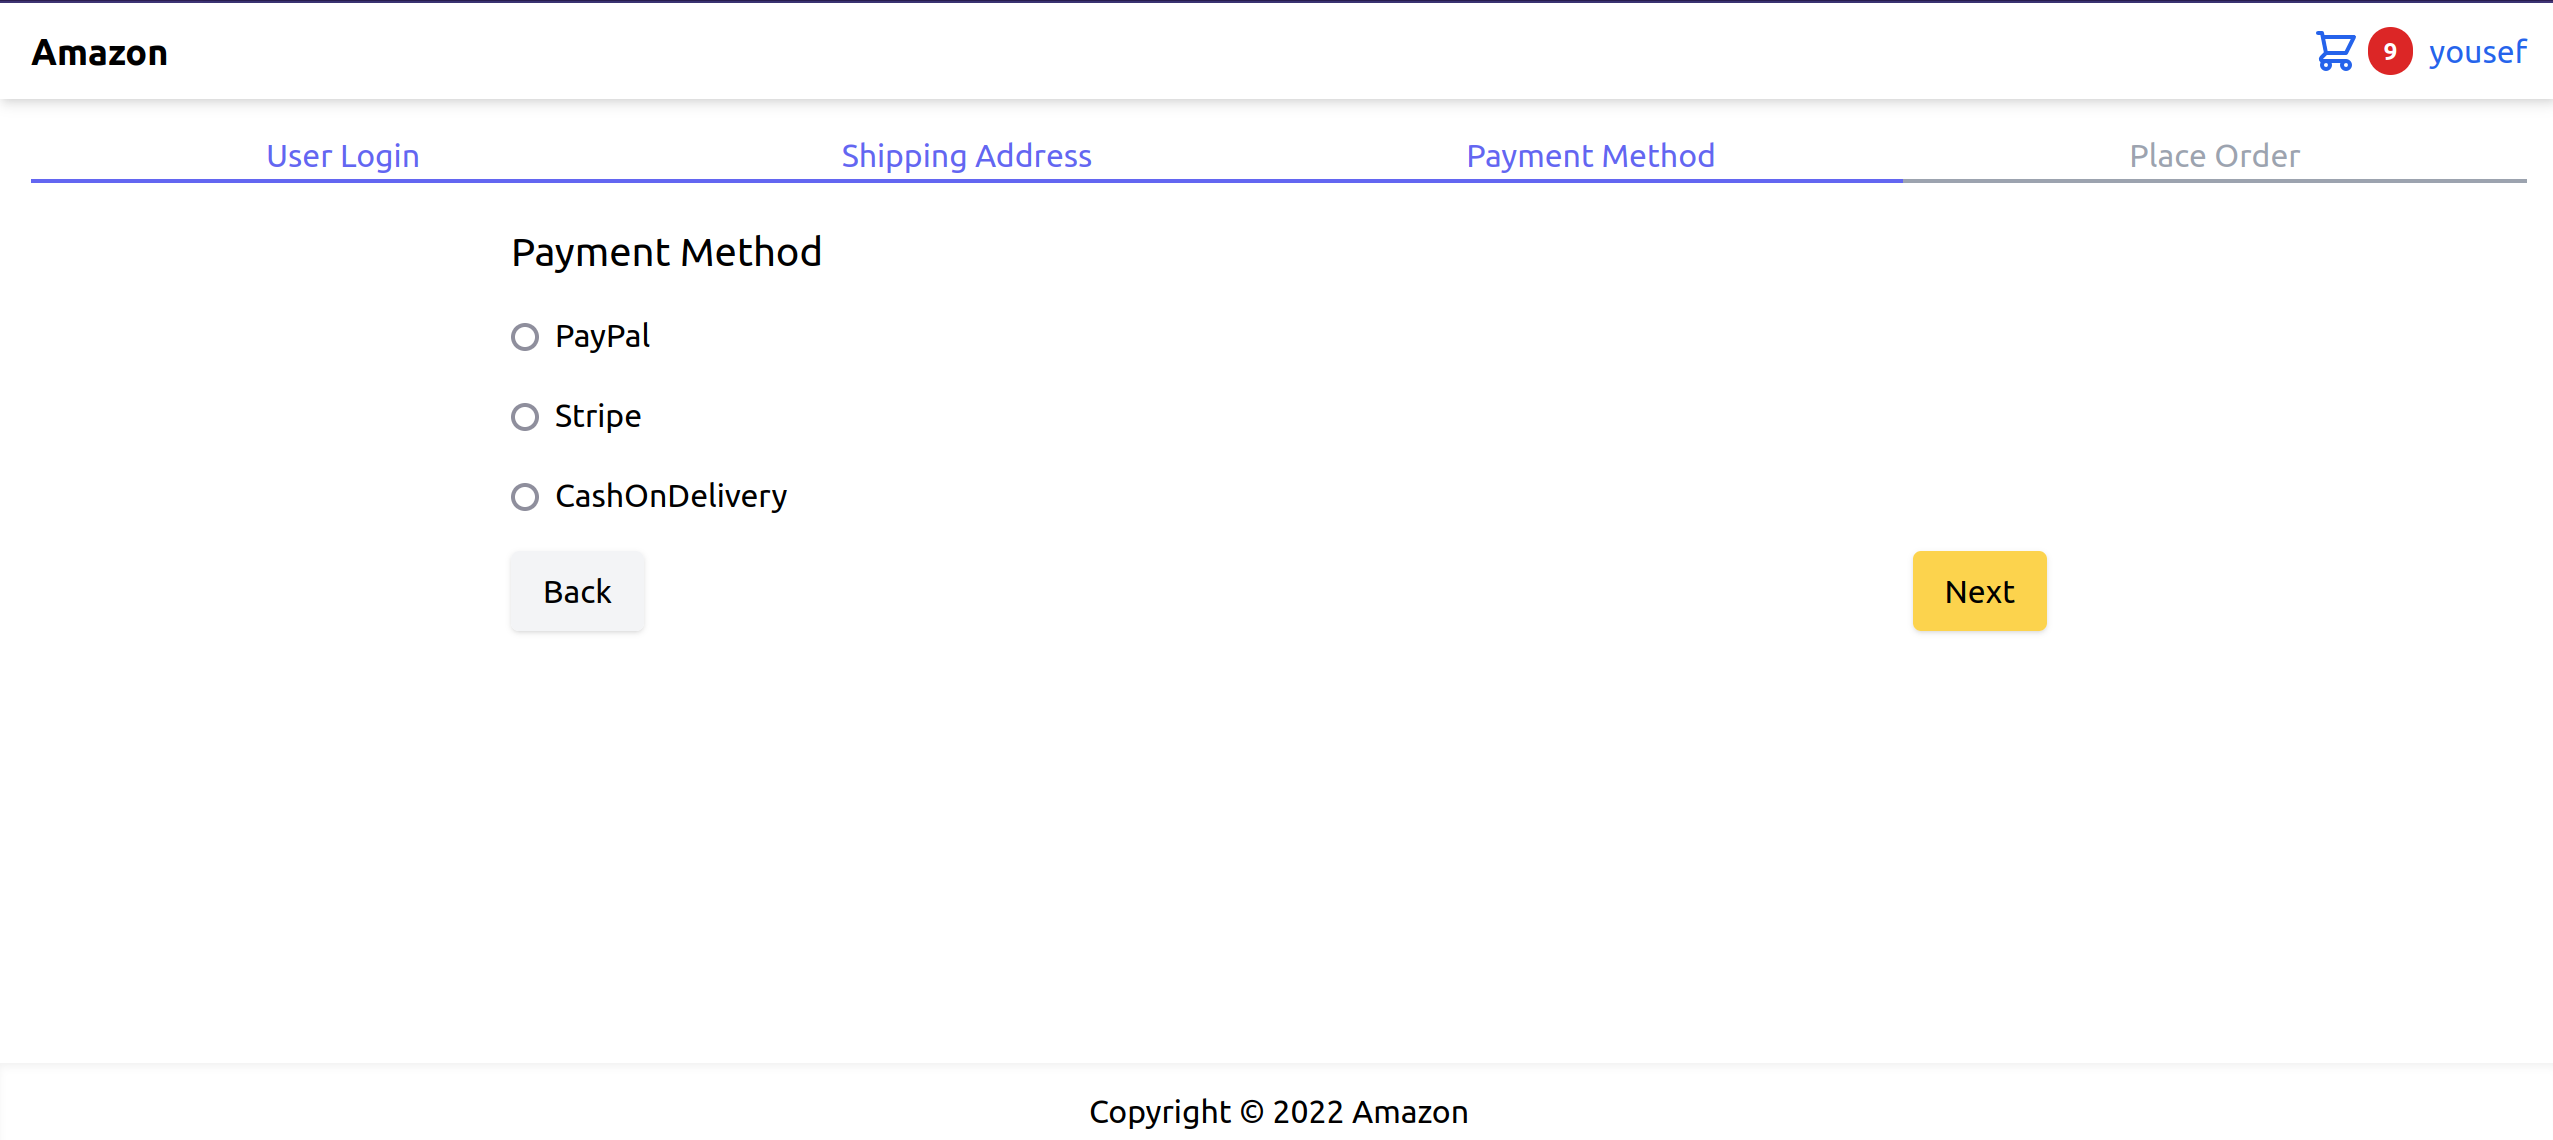 Amazon
9 yousef
User Login Shipping Address Payment Method Place Order
Payment Method
PayPal
Stripe
CashOnDelivery
Back Next
Copyright © 2022 Amazon